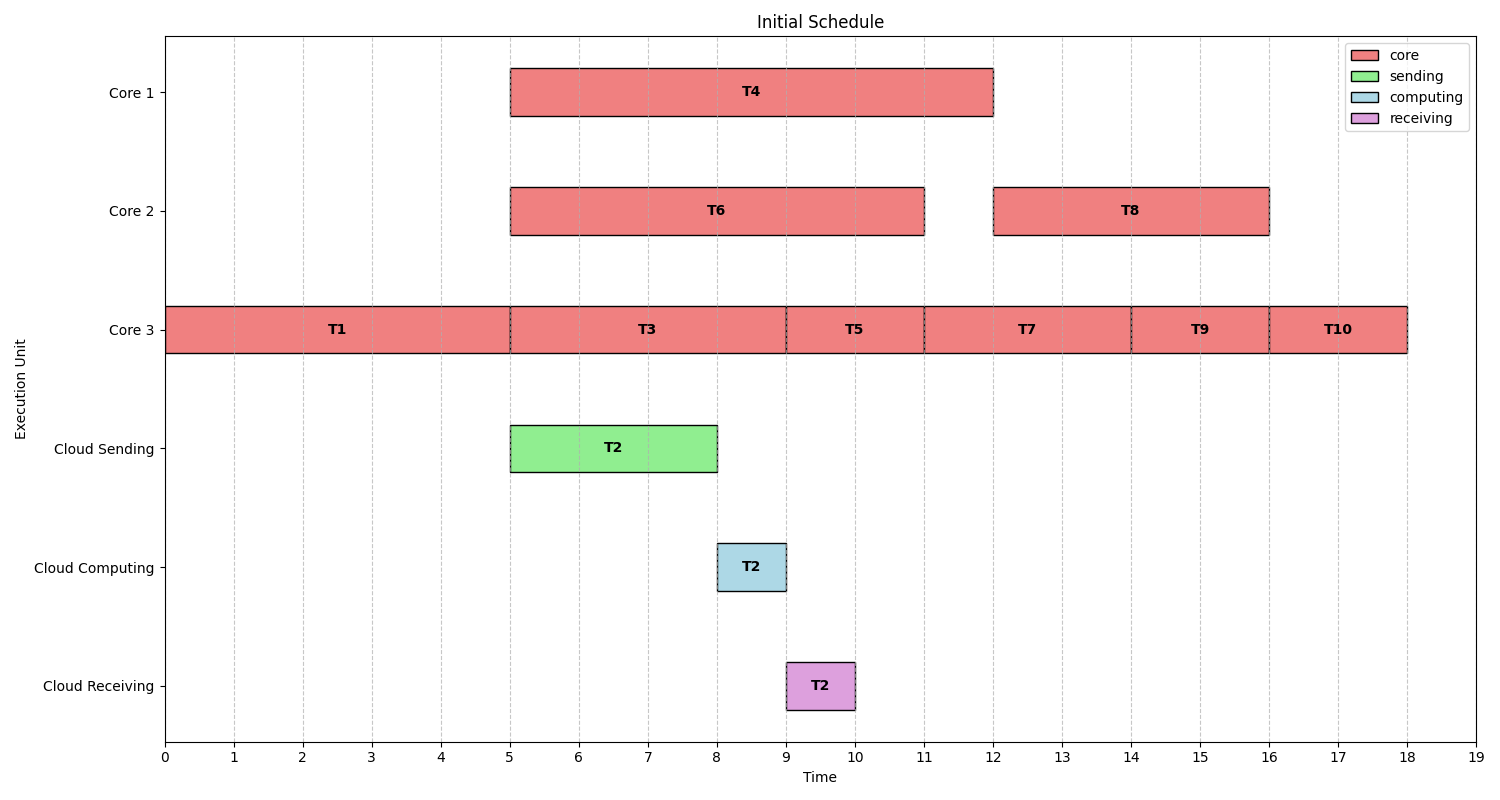 Initial Schedule
core
sending
computing
receiving
Core 1
T4
Core 2
T6
T8
Core 3
T1
T3
T5
T7
T9
T10
Cloud Sending
T2
Cloud Computing
T2
Cloud Receiving
T2
Execution Unit
0 1 2 3 4 5 6 7 8 9 10 11 12 13 14 15 16 17 18 19
Time